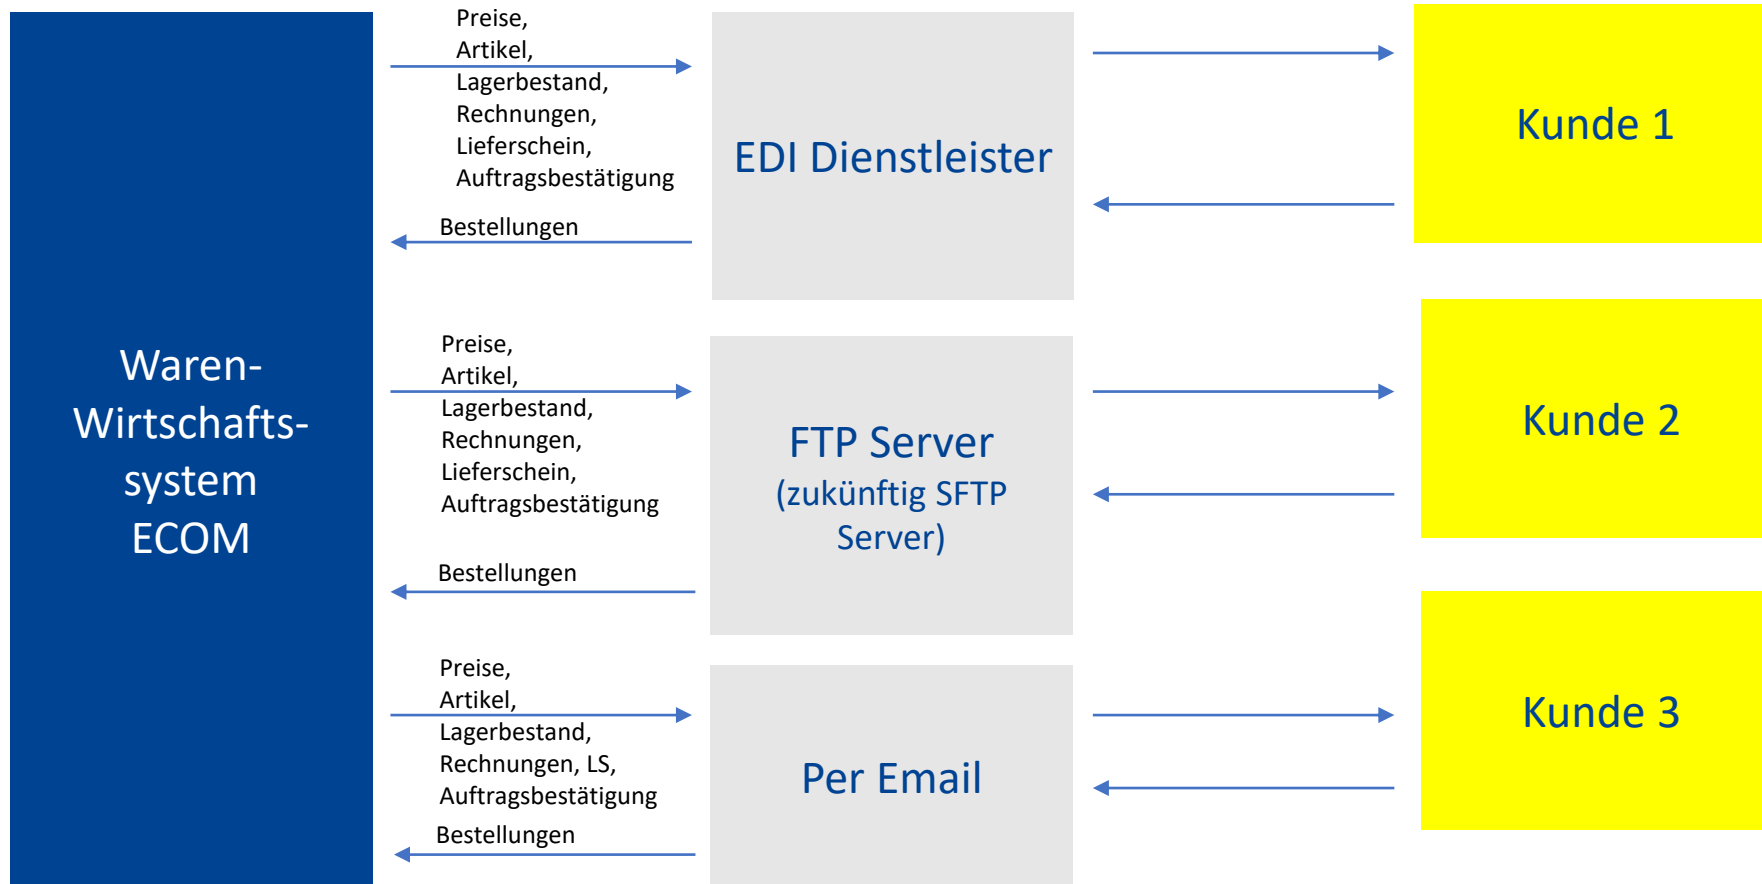 Waren-
Wirtschafts-
system
ECOM
Preise,
Artikel,
Lagerbestand,
Rechnungen,
Lieferschein,
Auftragsbestätigung
Bestellungen
EDI Dienstleister
Kunde 1
Preise,
Artikel,
Lagerbestand,
Rechnungen,
Lieferschein,
Auftragsbestätigung
Bestellungen
FTP Server
(zukünftig SFTP
Server)
Kunde 2
Preise,
Artikel,
Lagerbestand,
Rechnungen, LS,
Auftragsbestätigung
Bestellungen
Per Email
Kunde 3